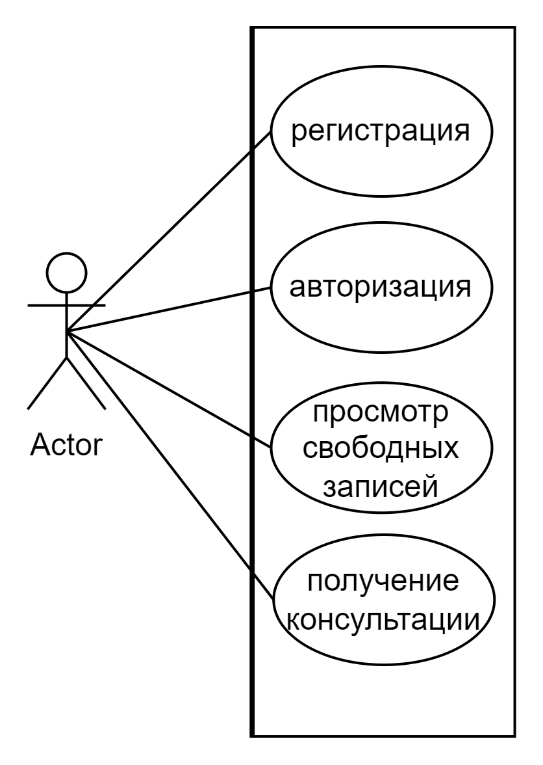 регистрация
авторизация
просмотр
свободных
записей
Actor
получение
консультации